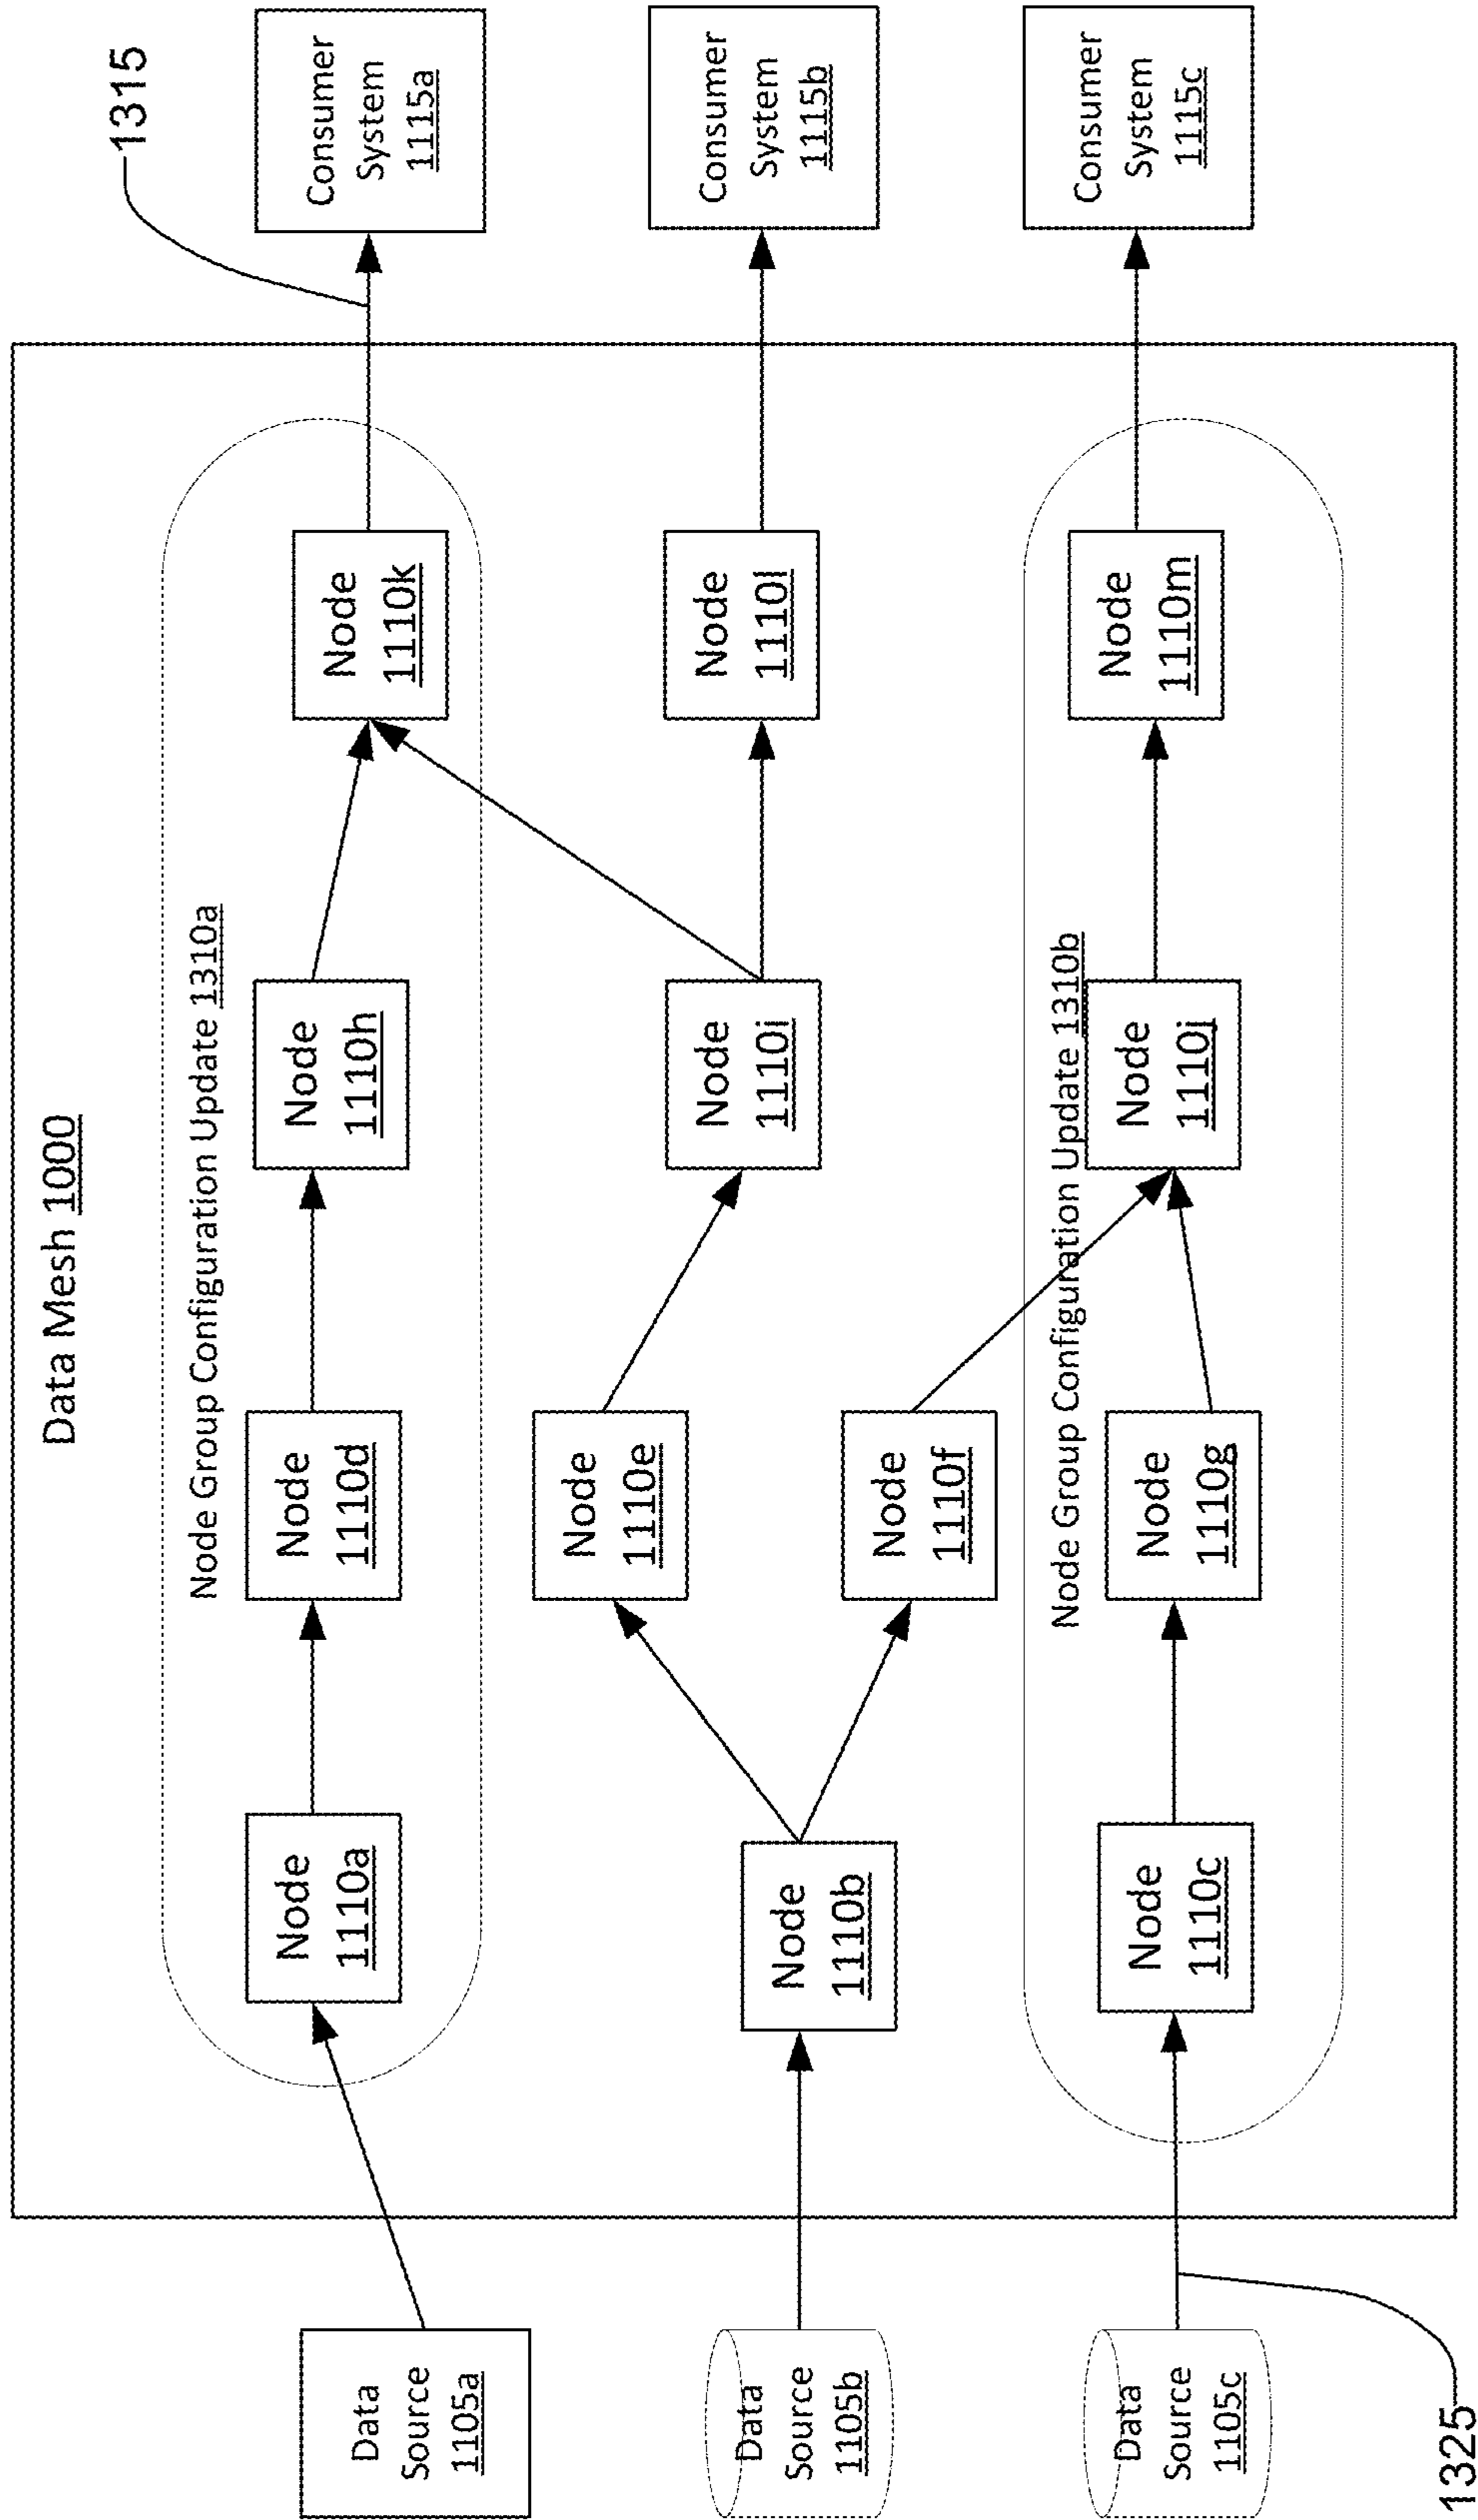 Data Mesh 1000
1315
Node Group Configuration Update 1310a
Data
Source
1105a
Node
1110a
Node
1110d
Node
1110h
Node
1110k
Consumer
System
1115a
Data
Source
1105b
Node
1110b
Node
1110e
Node
1110f
Node
1110i
Node
1110l
Consumer
System
1115b
Node Group Configuration Update 1310b
Data
Source
1105c
Node
1110c
Node
1110g
Node
1110j
Node
1110m
Consumer
System
1115c
1325